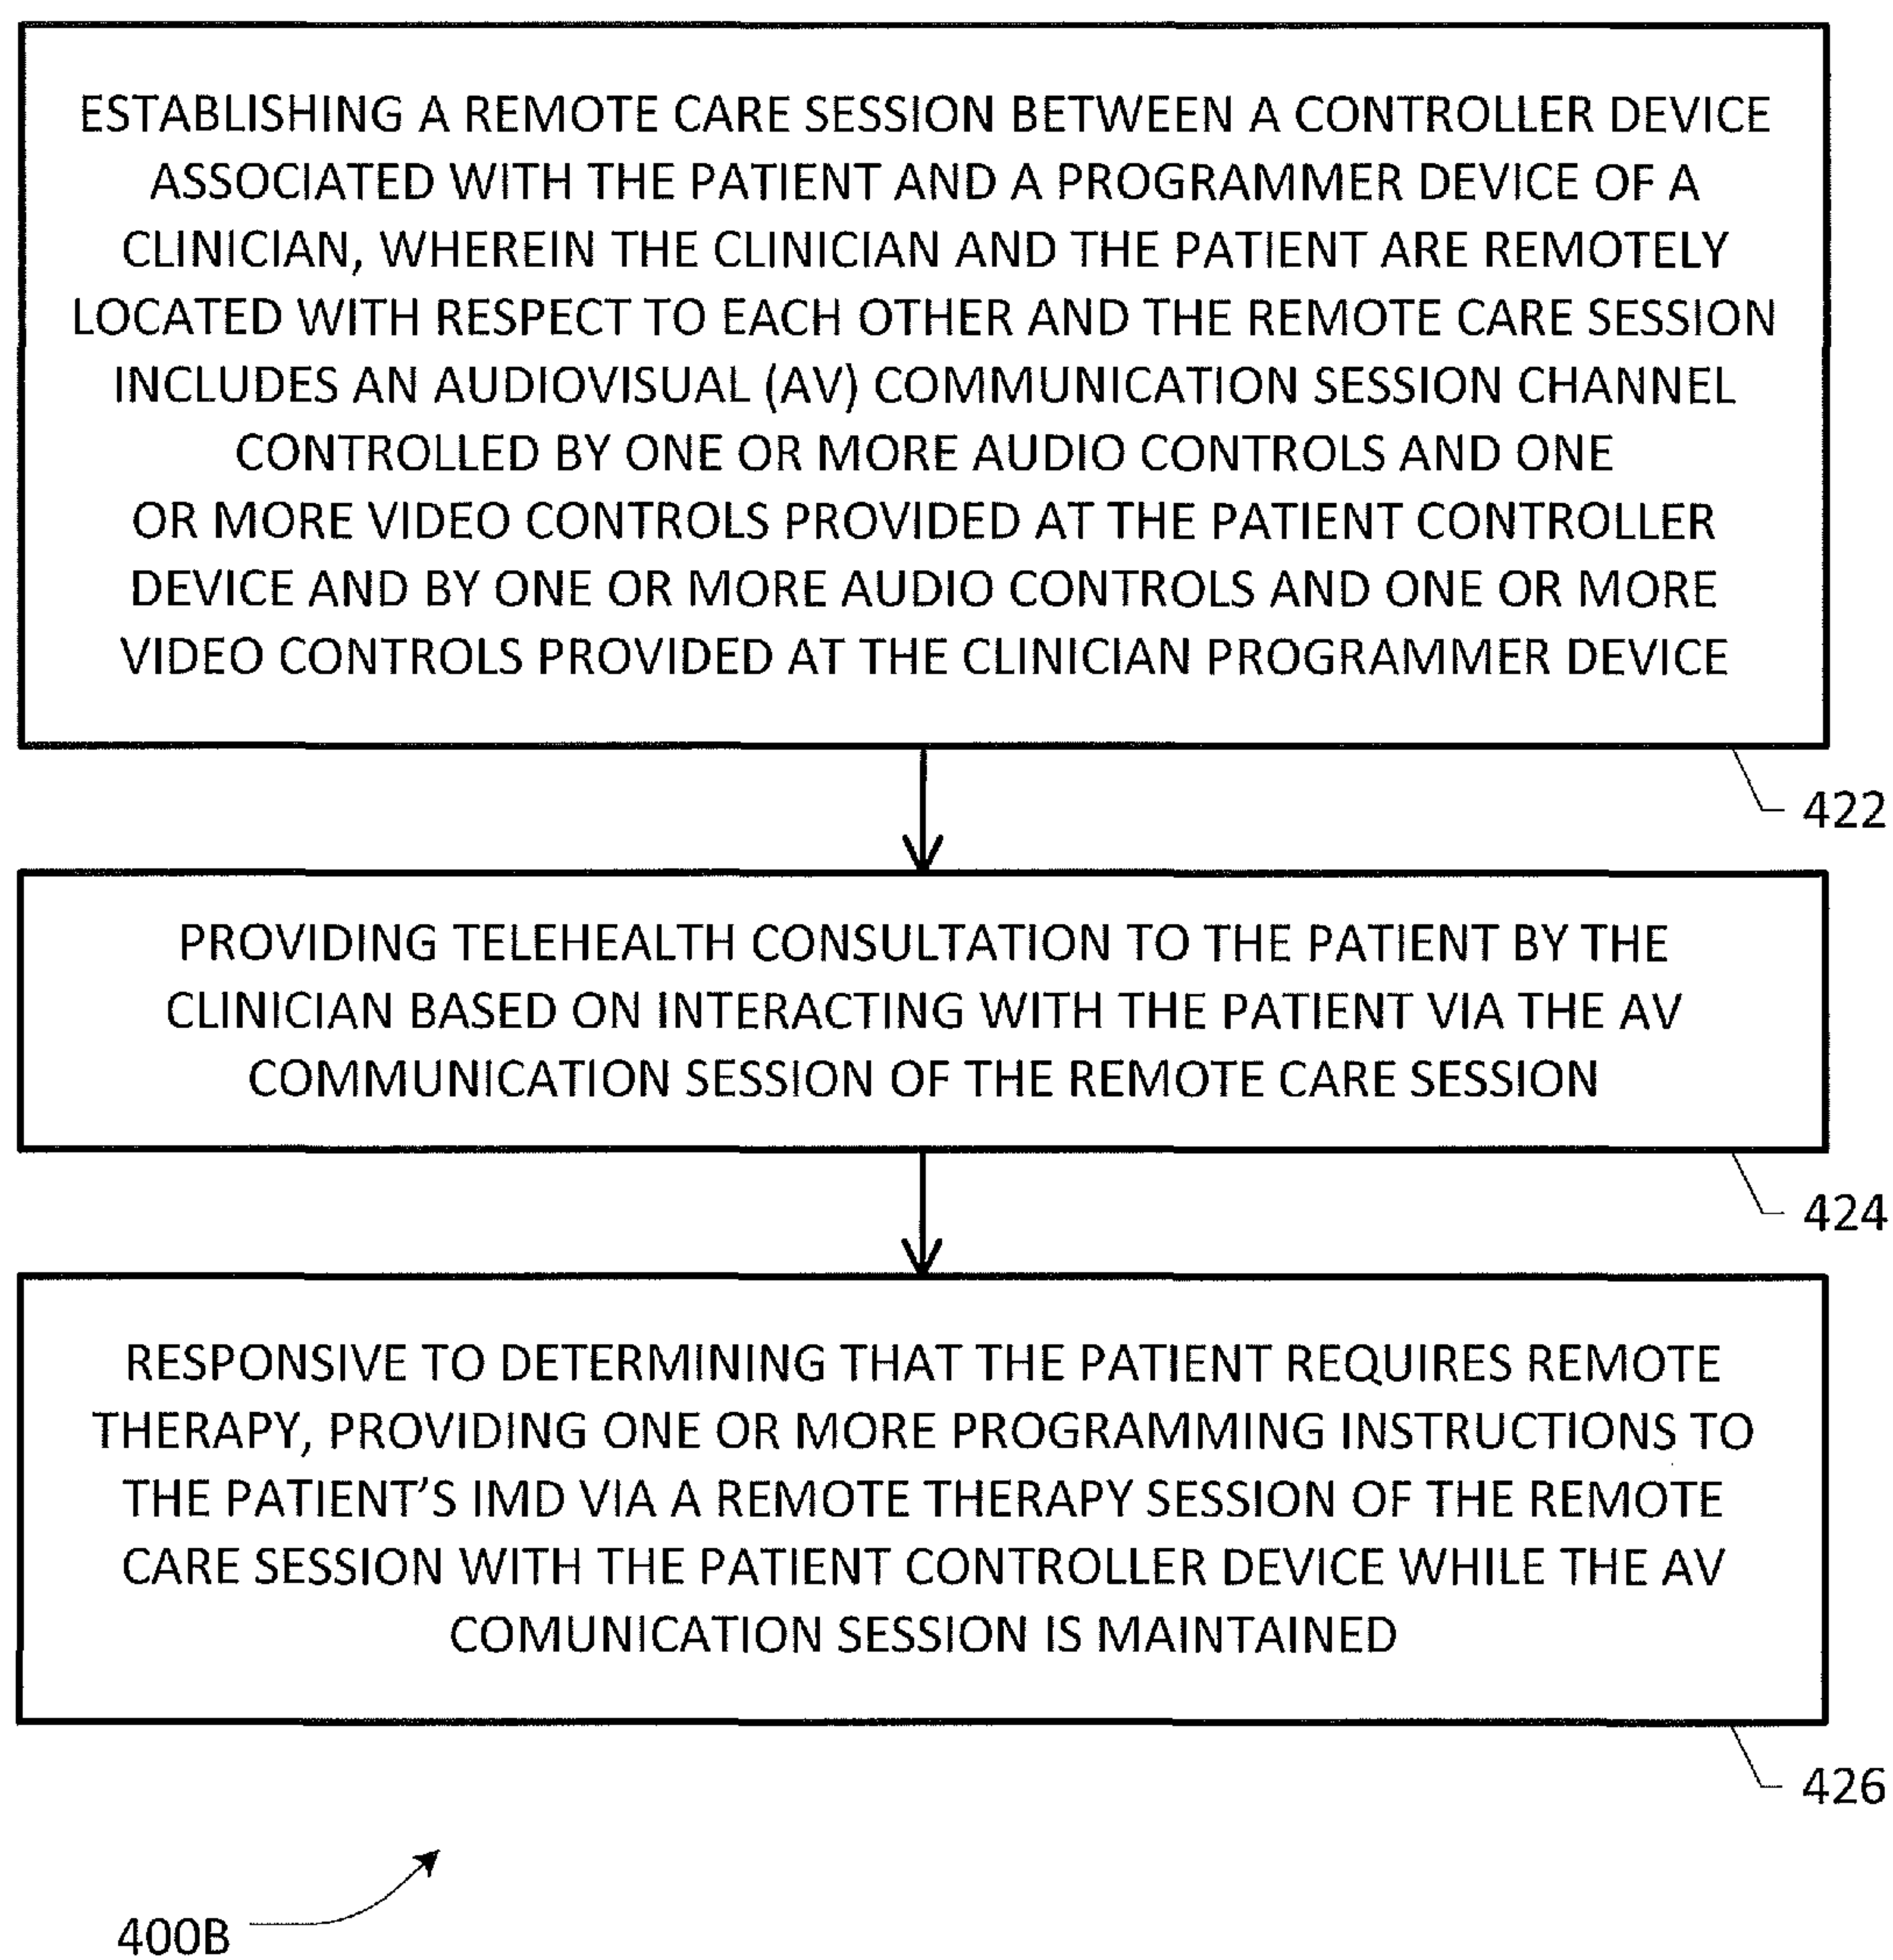 ESTABLISHING A REMOTE CARE SESSION BETWEEN A CONTROLLER DEVICE
ASSOCIATED WITH THE PATIENT AND A PROGRAMMER DEVICE OF A
CLINICIAN, WHEREIN THE CLINICIAN AND THE PATIENT ARE REMOTELY
LOCATED WITH RESPECT TO EACH OTHER AND THE REMOTE CARE SESSION
INCLUDES AN AUDIOVISUAL (AV) COMMUNICATION SESSION CHANNEL
CONTROLLED BY ONE OR MORE AUDIO CONTROLS AND ONE
OR MORE VIDEO CONTROLS PROVIDED AT THE PATIENT CONTROLLER
DEVICE AND BY ONE OR MORE AUDIO CONTROLS AND ONE OR MORE
VIDEO CONTROLS PROVIDED AT THE CLINICIAN PROGRAMMER DEVICE
422
PROVIDING TELEHEALTH CONSULTATION TO THE PATIENT BY THE
CLINICIAN BASED ON INTERACTING WITH THE PATIENT VIA THE AV
COMMUNICATION SESSION OF THE REMOTE CARE SESSION
424
RESPONSIVE TO DETERMINING THAT THE PATIENT REQUIRES REMOTE
THERAPY, PROVIDING ONE OR MORE PROGRAMMING INSTRUCTIONS TO
THE PATIENT'S IMD VIA A REMOTE THERAPY SESSION OF THE REMOTE
CARE SESSION WITH THE PATIENT CONTROLLER DEVICE WHILE THE AV
COMUNICATION SESSION IS MAINTAINED
426
400B